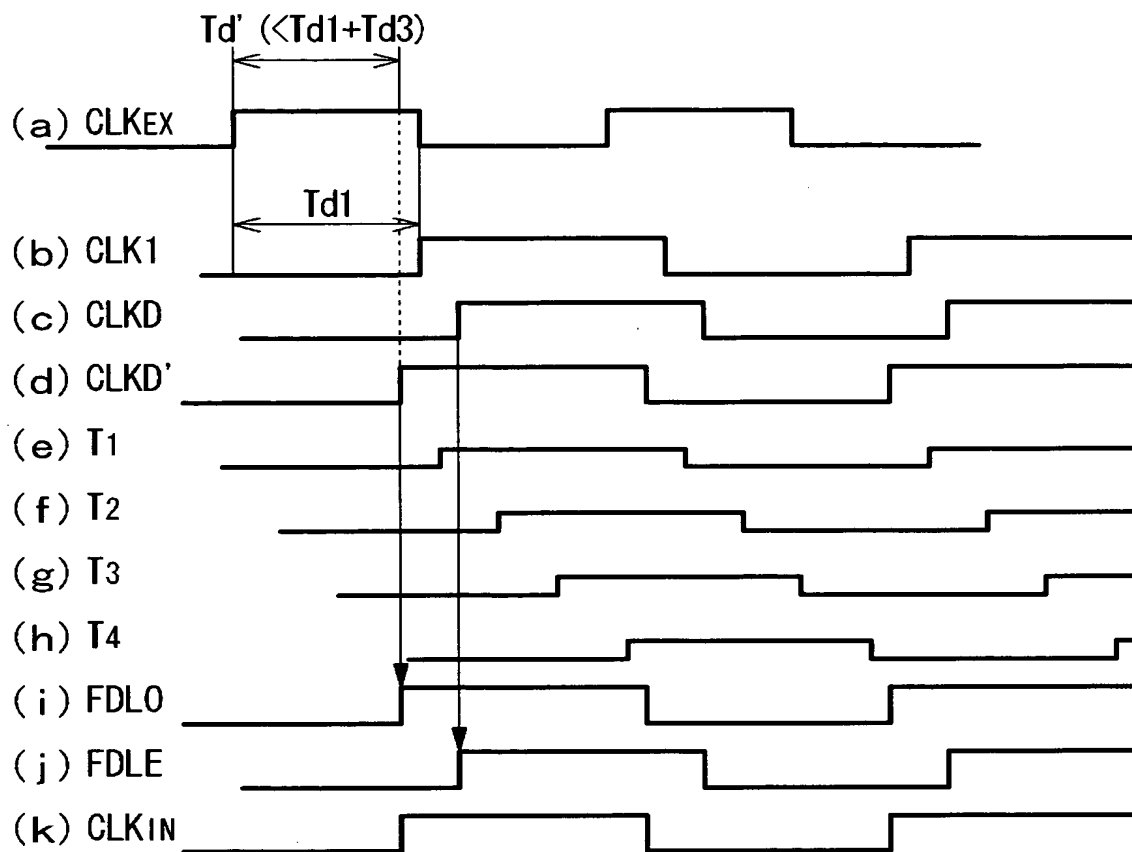 Td' (<Td1+Td3)
(a) CLKEX
Td1
(b) CLK1
(c) CLKD
(d) CLKD'
(e) T1
(f) T2
(g) T3
(h) T4
(i) FDLO
(j) FDLE
(k) CLKIN